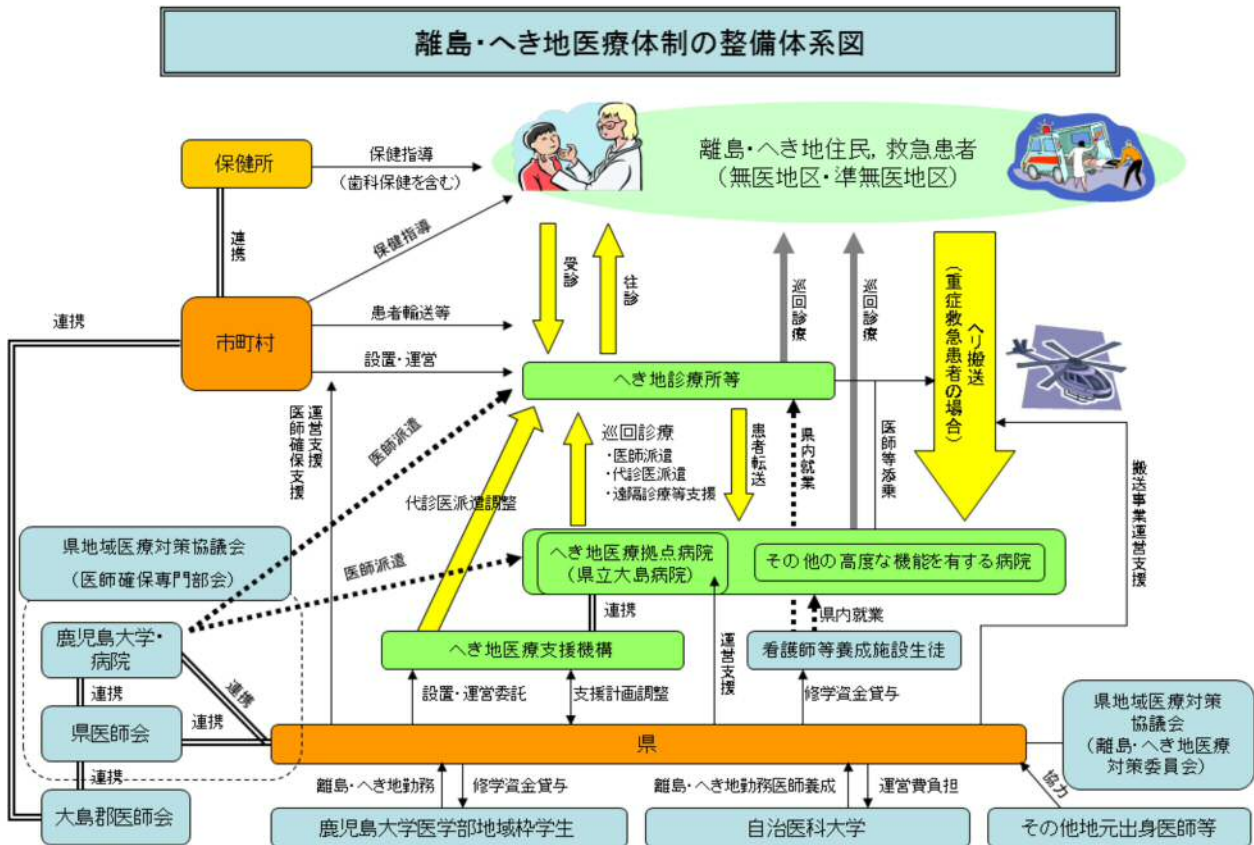 離島・へき地医療体制の整備体系図
保健所
保健指導
(歯科保健を含む)
離島・へき地住民, 救急患者
(無医地区・準無医地区)
連携
保健指導
受診
往診
巡回診療
巡回診療
ヘリ搬送
(重症救急患者の場合)
連携
市町村
患者輸送等
設置・運営
へき地診療所等
運営支援
医師確保支援
医師派遣
代診医派遣調整
巡回診療
・医師派遣
・代診医派遣
・遠隔診療等支援
患者転送
県内就業
医師等添乗
搬送事業運営支援
県地域医療対策協議会
(医師確保専門部会)
医師派遣
へき地医療拠点病院
(県立大島病院)
その他の高度な機能を有する病院
連携
県内就業
鹿児島大学・
病院
へき地医療支援機構
運営支援
看護師等養成施設生徒
連携
連携
設置・運営委託
支援計画調整
修学資金貸与
県医師会
連携
県
県地域医療対策
協議会
(離島・へき地医療
対策委員会)
連携
離島・へき地勤務
修学資金貸与
離島・へき地勤務医師養成
運営費負担
協力
大島郡医師会
鹿児島大学医学部地域枠学生
自治医科大学
その他地元出身医師等